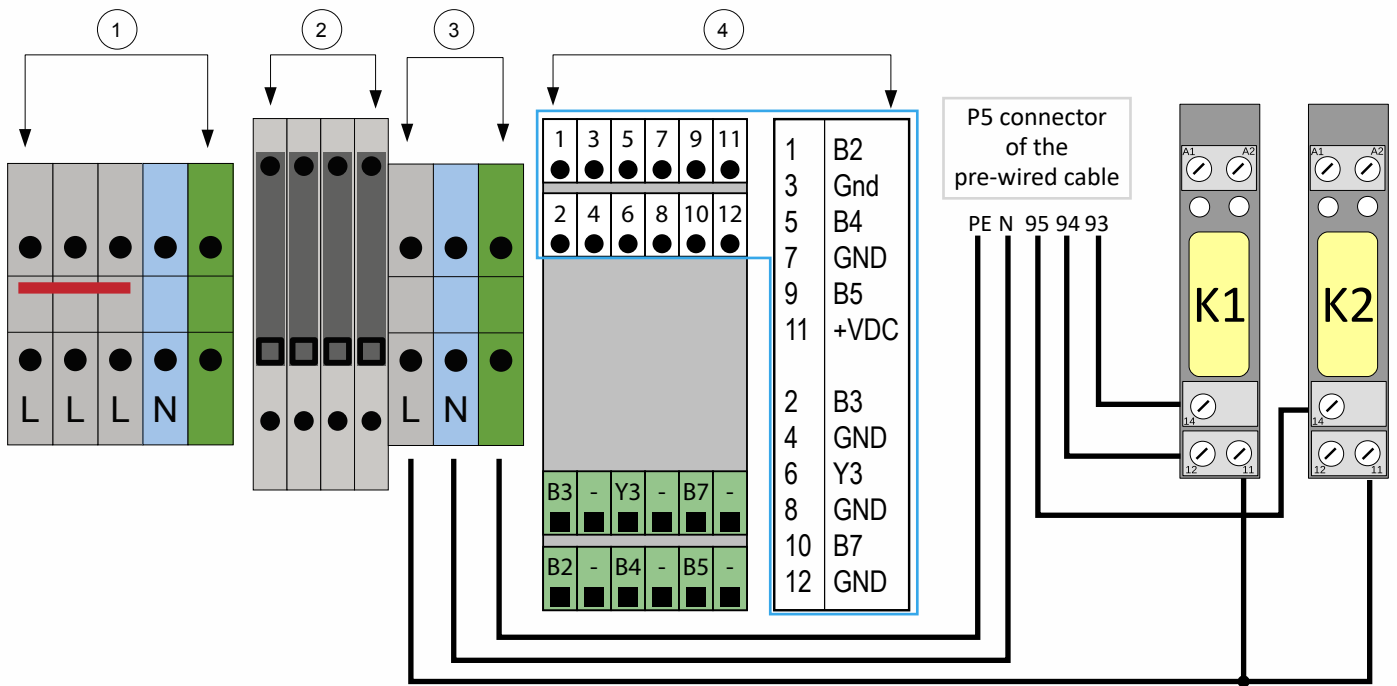 1
2
3
4
L L L N
L N
1 3 5 7 9 11
2 4 6 8 10 12
B3 - Y3 - B7 -
B2 - B4 - B5 -
1 B2
3 Gnd
5 B4
7 GND
9 B5
11 +VDC
2 B3
4 GND
6 Y3
8 GND
10 B7
12 GND
P5 connector
of the
pre-wired cable
PE N 95 94 93
A1 A2
K1
14
12 11
A1 A2
K2
14
12 11